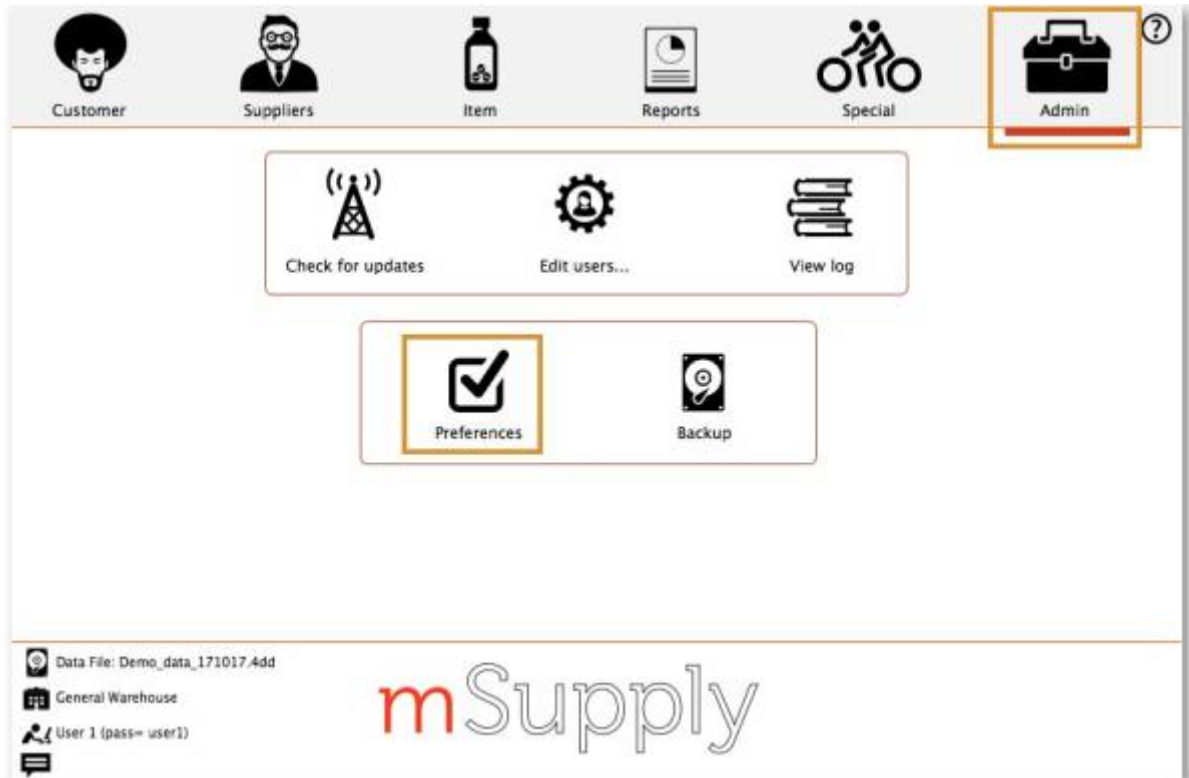 ?
Customer
Suppliers
Item
Reports
Special
Admin
Check for updates
Edit users...
View log
Preferences
Backup
Data File: Demo_data_171017.4dd
General Warehouse
User 1 (pass= user1)
mSupply